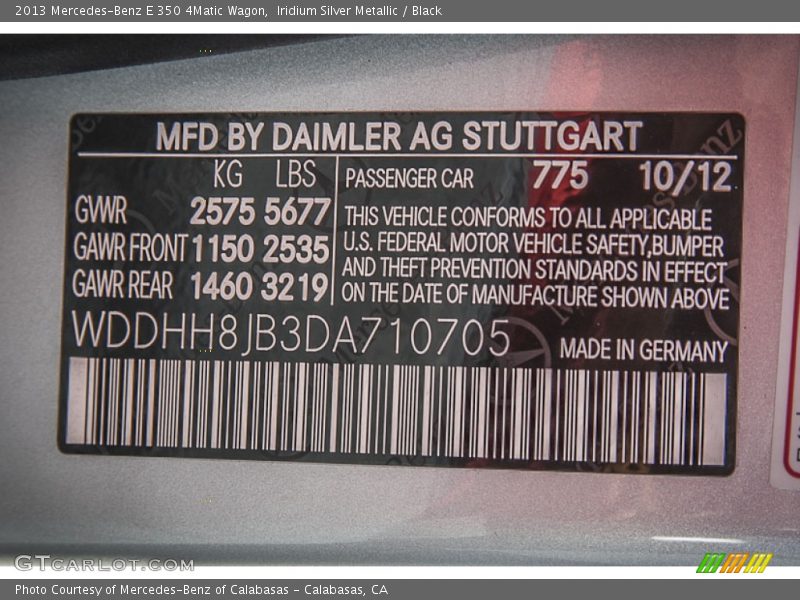 2013 Mercedes-Benz E 350 4Matic Wagon, Iridium Silver Metallic / Black
MFD BY DAIMLER AG STUTTGART
KG LBS
GWR 2575 5677
GAWR FRONT 1150 2535
GAWR REAR 1460 3219
PASSENGER CAR 775 10/12
THIS VEHICLE CONFORMS TO ALL APPLICABLE
U.S. FEDERAL MOTOR VEHICLE SAFETY,BUMPER
AND THEFT PREVENTION STANDARDS IN EFFECT
ON THE DATE OF MANUFACTURE SHOWN ABOVE
WDDHH8JB3DA710705
MADE IN GERMANY
GTCARLOT.COM
Photo Courtesy of Mercedes-Benz of Calabasas - Calabasas, CA